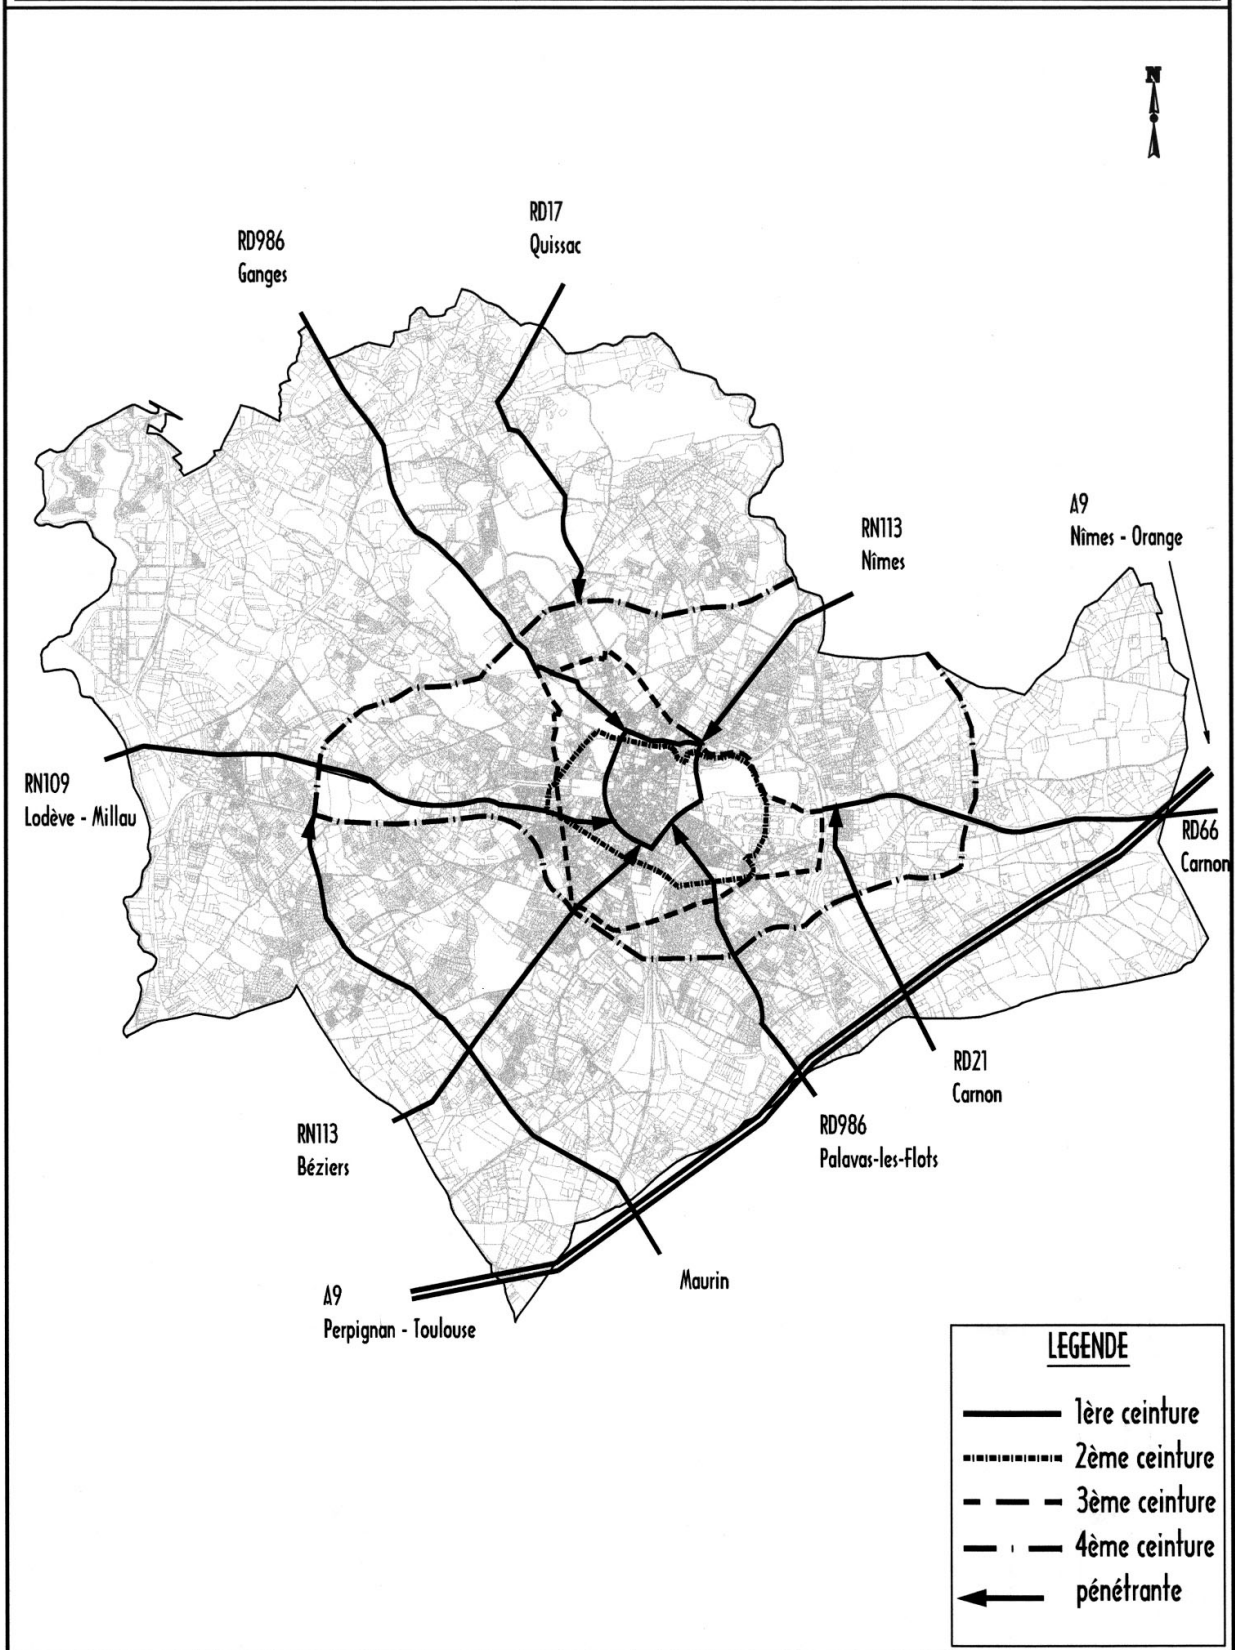 N
RD17
Quissac
RD986
Ganges
A9
Nîmes - Orange
RN113
Nîmes
RN109
Lodève - Millau
RD66
Carnon
RD21
Carnon
RD986
Palavas-les-Flots
RN113
Béziers
Maurin
A9
Perpignan - Toulouse
LEGENDE
1ère ceinture
2ème ceinture
3ème ceinture
4ème ceinture
pénétrante